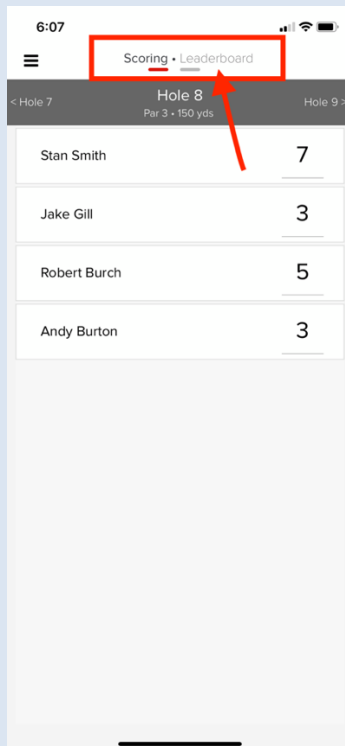 6:07
Scoring • Leaderboard
< Hole 7 Hole 8 Hole 9 >
Par 3 • 150 yds
Stan Smith 7
Jake Gill 3
Robert Burch 5
Andy Burton 3